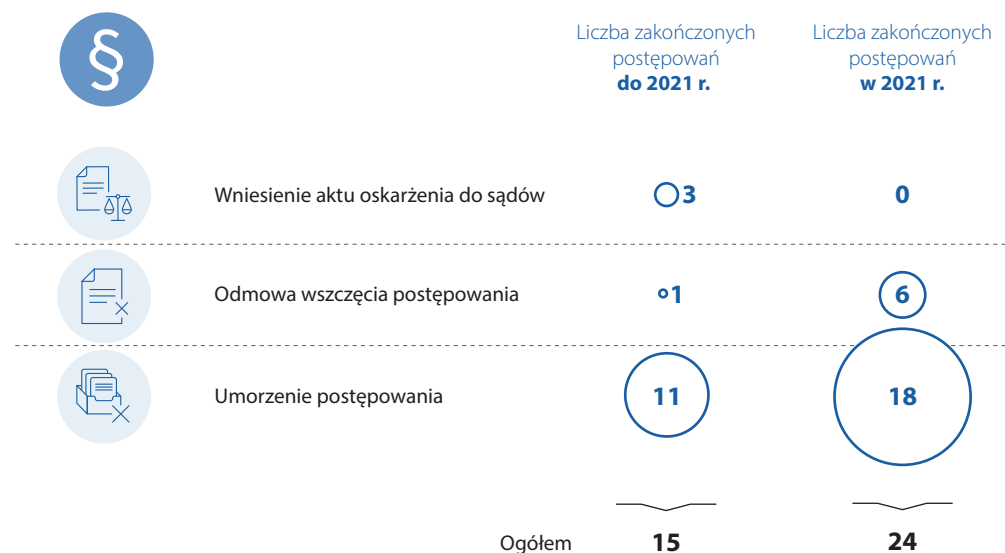 §
Liczba zakończonych
postępowań
do 2021 r.
Liczba zakończonych
postępowań
w 2021 r.
Wniesienie aktu oskarżenia do sądów
3
0
Odmowa wszczęcia postępowania
1
6
Umorzenie postępowania
11
18
Ogółem
15
24